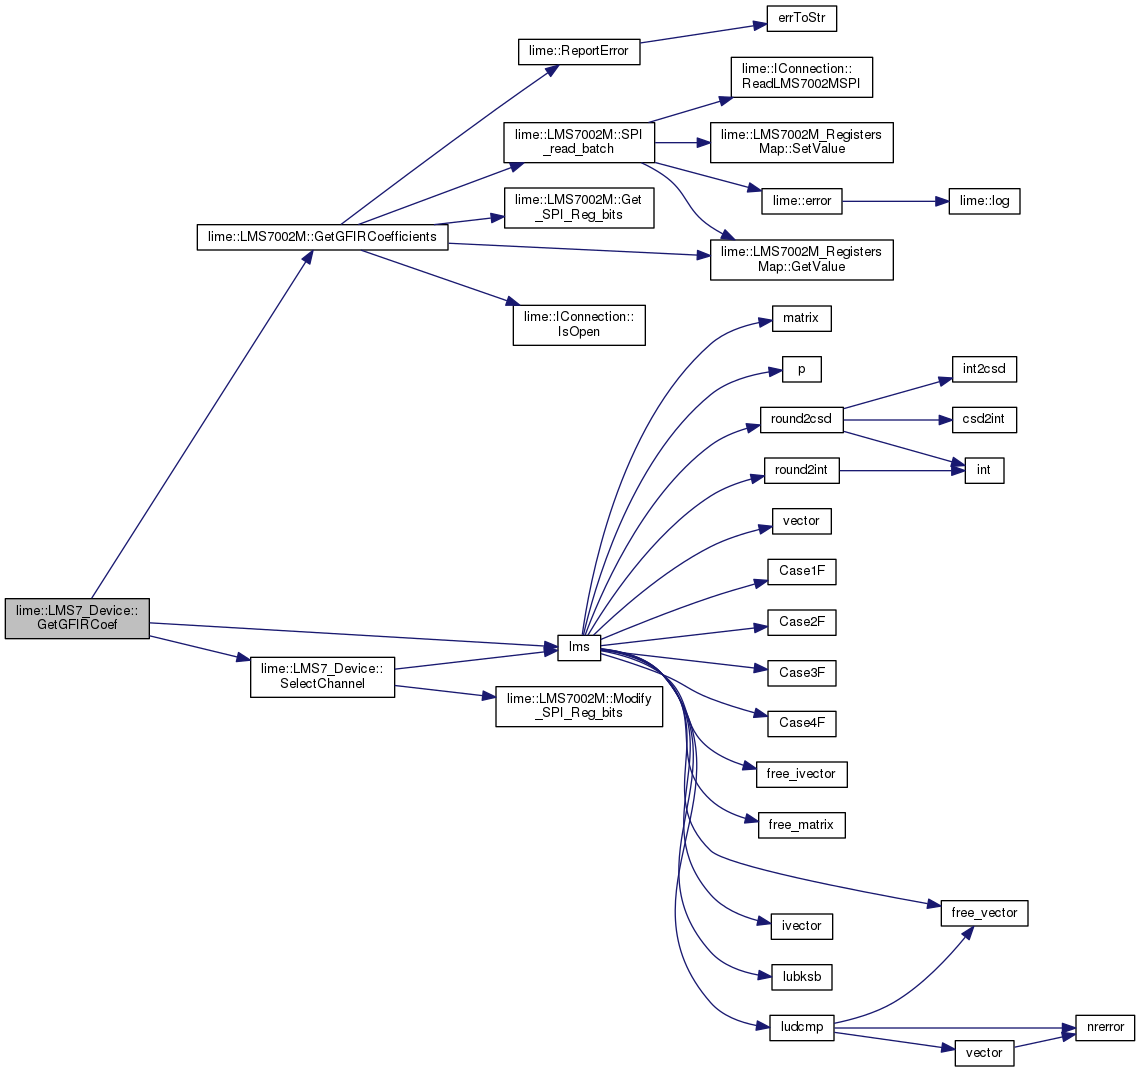 errToStr
lime::ReportError
lime::IConnection::
ReadLMS7002MSPI
lime::LMS7002M::SPI
_read_batch
lime::LMS7002M_Registers
Map::SetValue
lime::error
lime::log
lime::LMS7002M::Get
_SPI_Reg_bits
lime::LMS7002M::GetGFIRCoefficients
lime::LMS7002M_Registers
Map::GetValue
lime::IConnection::
IsOpen
matrix
p
int2csd
round2csd
csd2int
round2int
int
vector
Case1F
lime::LMS7_Device::
GetGFIRCoef
Case2F
lms
lime::LMS7_Device::
SelectChannel
Case3F
lime::LMS7002M::Modify
_SPI_Reg_bits
Case4F
free_ivector
free_matrix
free_vector
ivector
lubksb
ludcmp
nrerror
vector